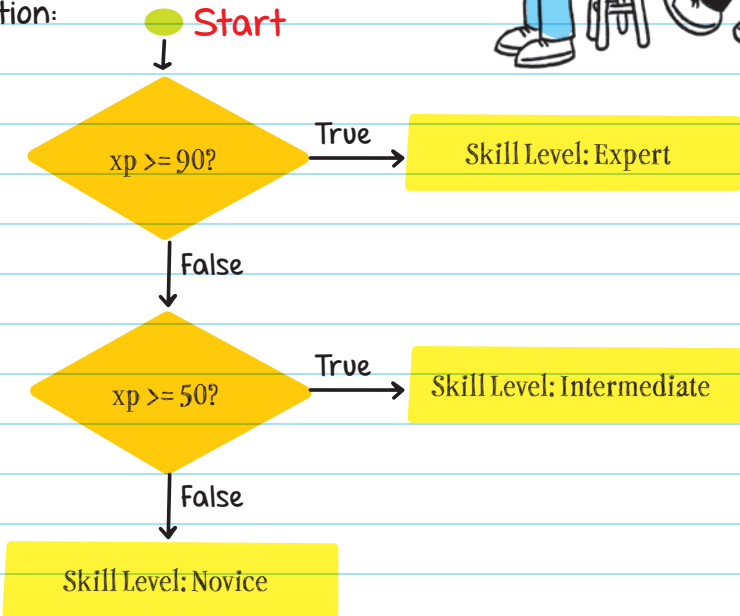 tion:
Start
xp >= 90?
True
Skill Level: Expert
False
xp >= 50?
True
Skill Level: Intermediate
False
Skill Level: Novice